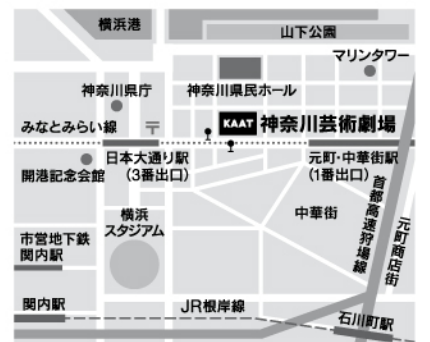 横浜港
山下公園
マリンタワー
神奈川県庁
神奈川県民ホール
みなとみらい線
〒
KAAT 神奈川芸術劇場
日本大通り駅
(3番出口)
元町・中華街駅
(1番出口)
開港記念会館
横浜
スタジアム
中華街
首都高速狩場線
元町商店街
市営地下鉄
関内駅
関内駅
JR根岸線
石川町駅